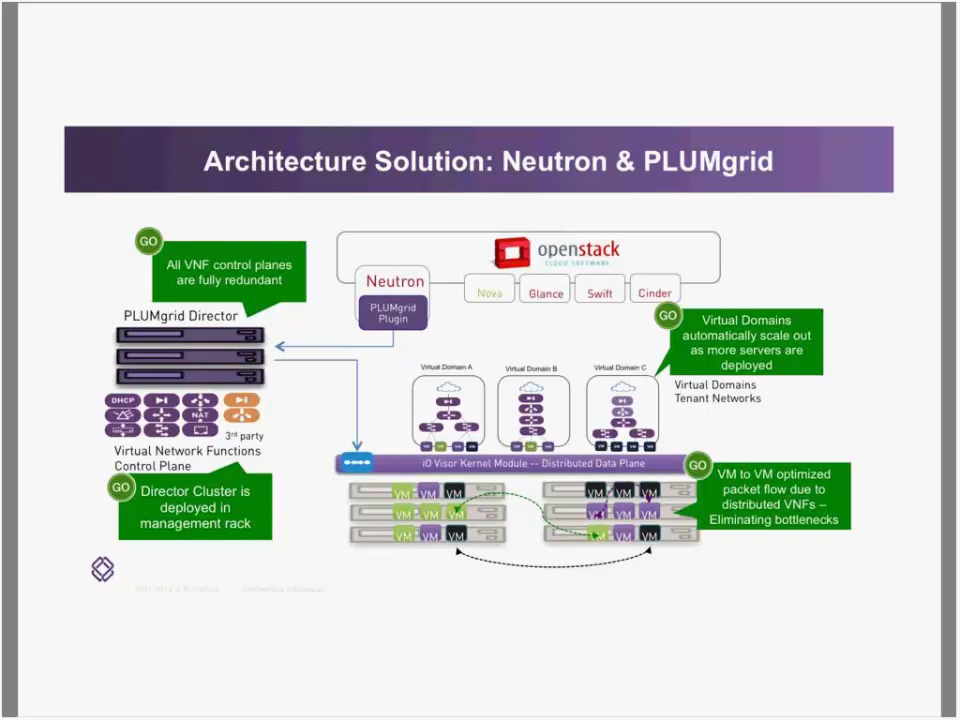 Architecture Solution: Neutron & PLUMgrid
GO
All VNF control planes
are fully redundant
openstack
CLOUD SOFTWARE
Neutron
PLUMgrid
Plugin
Nova
Glance
Swift
Cinder
PLUMgrid Director
GO
Virtual Domains
automatically scale out
as more servers are
deployed
Virtual Domain A
Virtual Domain B
Virtual Domain C
Virtual Domains
Tenant Networks
DHCP
NAT
3rd party
Virtual Network Functions
Control Plane
iO Visor Kernel Module -- Distributed Data Plane
GO
Director Cluster is
deployed in
management rack
GO
VM to VM optimized
packet flow due to
distributed VNFs –
Eliminating bottlenecks
VM VM VM
VM VM VM
VM VM VM
VM VM VM
VM VM VM
VM VM VM